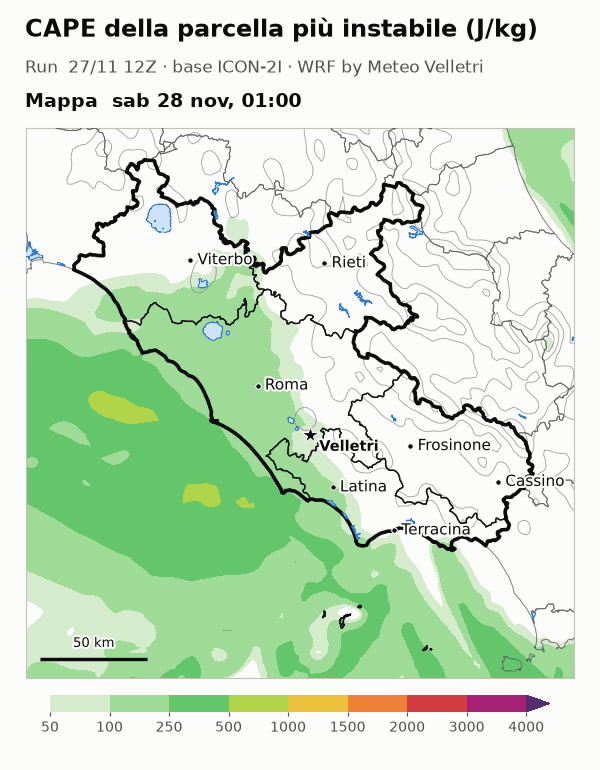 CAPE della parcella più instabile (J/kg)
Run  27/11 12Z · base ICON-2I · WRF by Meteo Velletri
Mappa  sab 28 nov, 01:00
Viterbo
Rieti
Roma
Velletri
Frosinone
Cassino
Latina
Terracina
50 km
50 100 250 500 1000 1500 2000 3000 4000